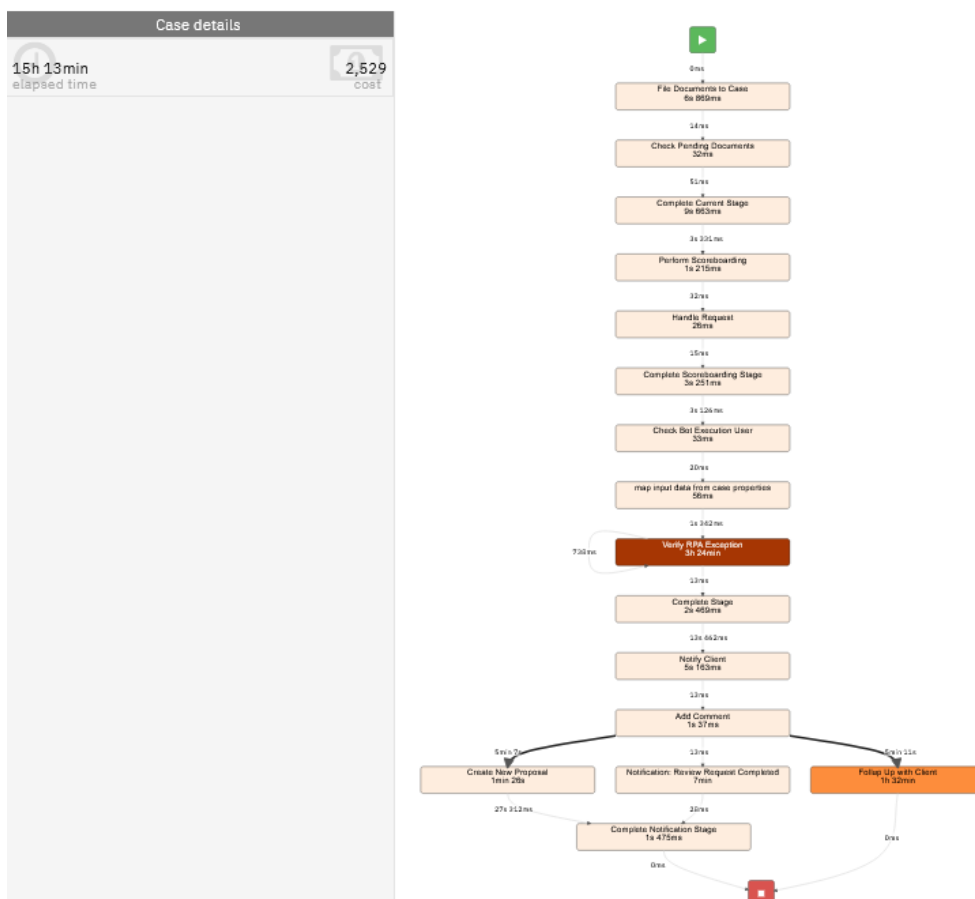 Case details
15h 13min
elapsed time
2,529
cost
0ms
File Documents to Case
6s 869ms
14ms
Check Pending Documents
32ms
51ms
Complete Current Stage
9s 663ms
3s 331ms
Perform Scoreboarding
1s 215ms
32ms
Handle Request
26ms
15ms
Complete Scoreboarding Stage
3s 251ms
3s 126ms
Check Bot Execution User
33ms
20ms
map input data from case properties
56ms
1s 342ms
Verify RPA Exception
3h 24min
738ms
13ms
Complete Stage
2s 469ms
13s 462ms
Notify Client
5s 163ms
13ms
Add Comment
1s 37ms
5min 7s
13ms
5min 11s
Create New Proposal
1min 26s
Notification: Review Request Completed
7min
Follup Up with Client
1h 32min
27s 312ms
28ms
Complete Notification Stage
1s 475ms
0ms
0ms